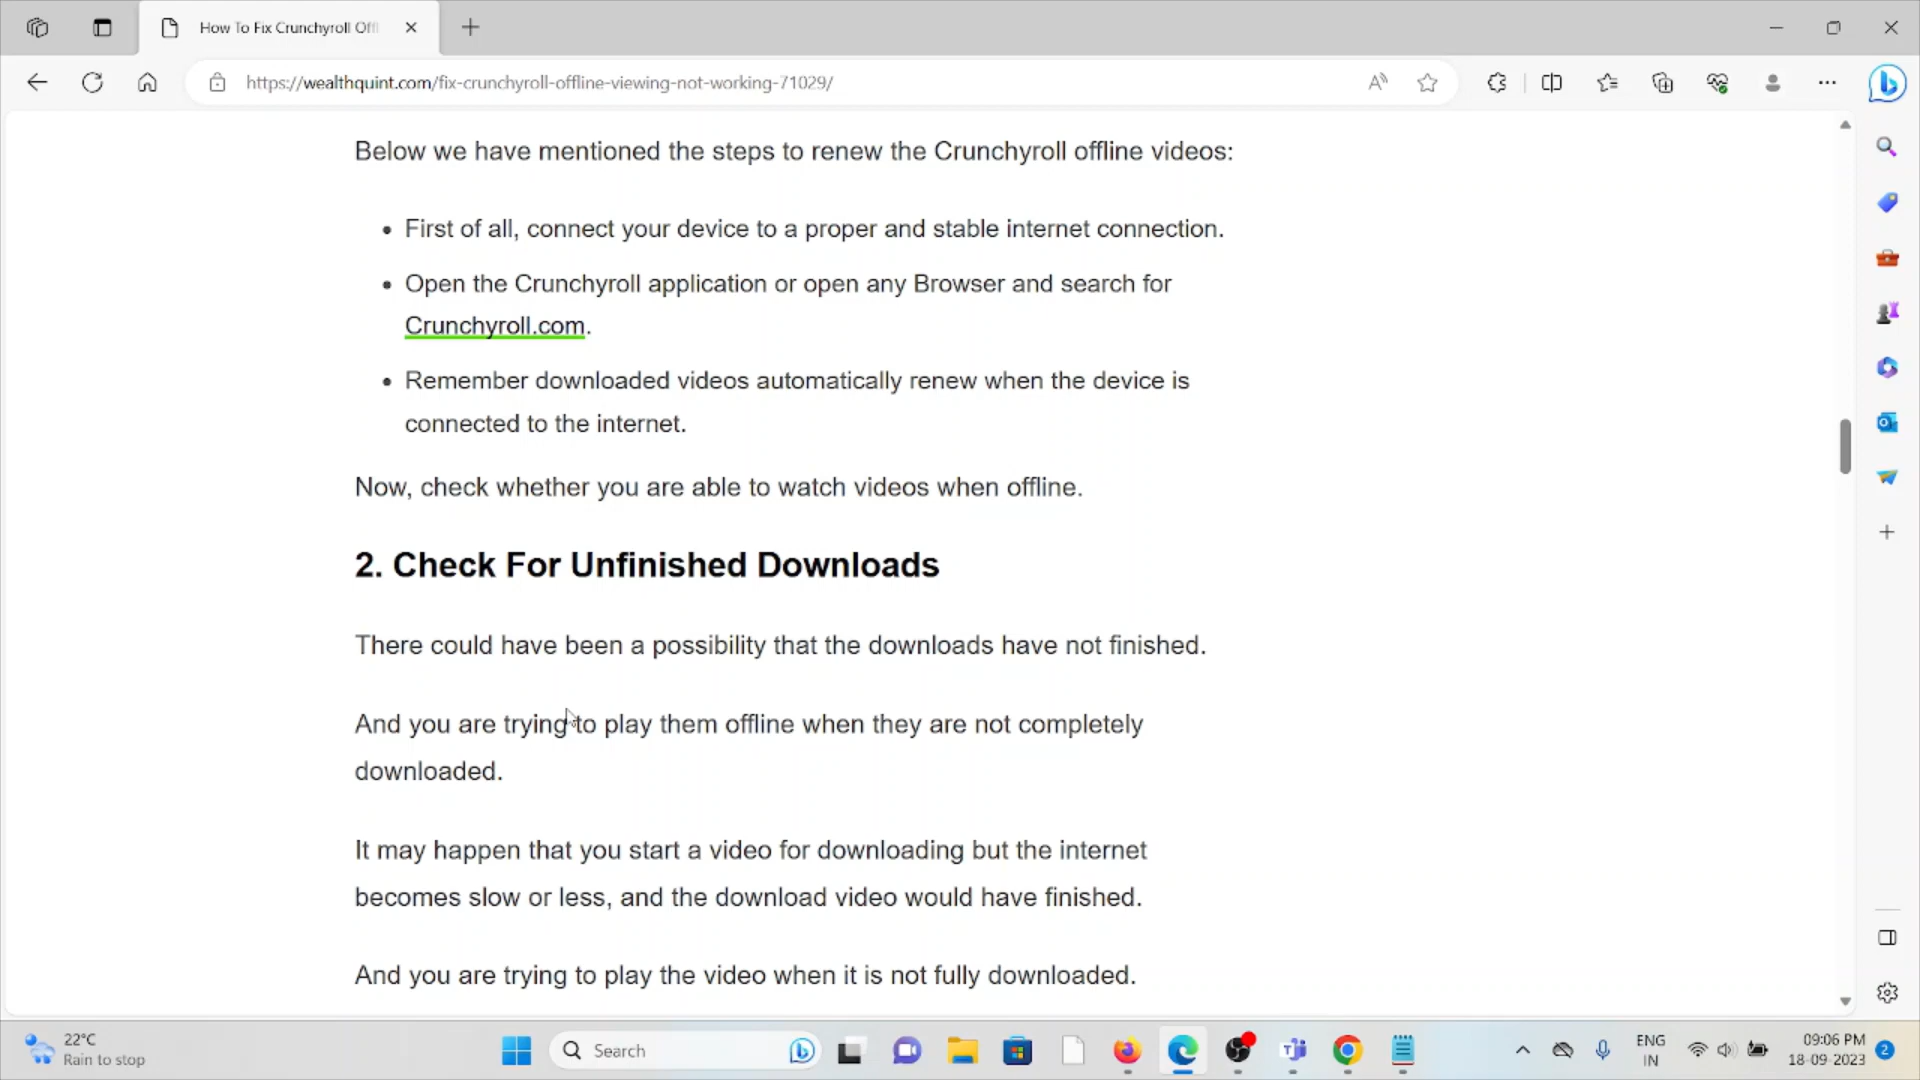 How To Fix Crunchyroll Offl
https://wealthquint.com/fix-crunchyroll-offline-viewing-not-working-71029/
Below we have mentioned the steps to renew the Crunchyroll offline videos:
• First of all, connect your device to a proper and stable internet connection.
• Open the Crunchyroll application or open any Browser and search for
Crunchyroll.com.
• Remember downloaded videos automatically renew when the device is
connected to the internet.
Now, check whether you are able to watch videos when offline.
2. Check For Unfinished Downloads
There could have been a possibility that the downloads have not finished.
And you are trying to play them offline when they are not completely
downloaded.
It may happen that you start a video for downloading but the internet
becomes slow or less, and the download video would have finished.
And you are trying to play the video when it is not fully downloaded.
22°C
Rain to stop
Search
ENG
IN
09:06 PM
18-09-2023
2